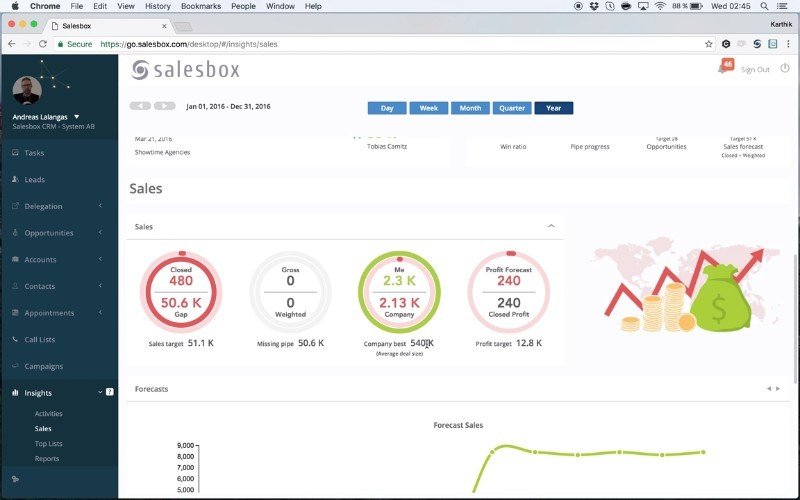 Chrome File Edit View History Bookmarks People Window Help 88 % Wed 02:45
Salesbox Karthik
Secure https://go.salesbox.com/desktop/#/insights/sales
salesbox 46 Sign Out
Andreas Lalangas
Salesbox CRM - System AB
Jan 01, 2016 - Dec 31, 2016 Day Week Month Quarter Year
Mar 21, 2016
Showtime Agencies
Tobias Camitz
Win ratio Pipe progress
Opportunities
Target 51 K
Sales forecast
Closed + Weighted
Tasks
Leads
Delegation
Opportunities
Accounts
Contacts
Appointments
Call Lists
Campaigns
Insights ?
Activities
Sales
Top Lists
Reports
Sales
Sales
Closed
480
50.6 K
Gap
Sales target 51.1 K
Gross
0
0
Weighted
Missing pipe 50.6 K
Me
2.3 K
2.13 K
Company
Company best 540K
(Average deal size)
Profit Forecast
240
240
Closed Profit
Profit target 12.8 K
$
Forecasts
Forecast Sales
9,000
8,000
7,000
6,000
5,000